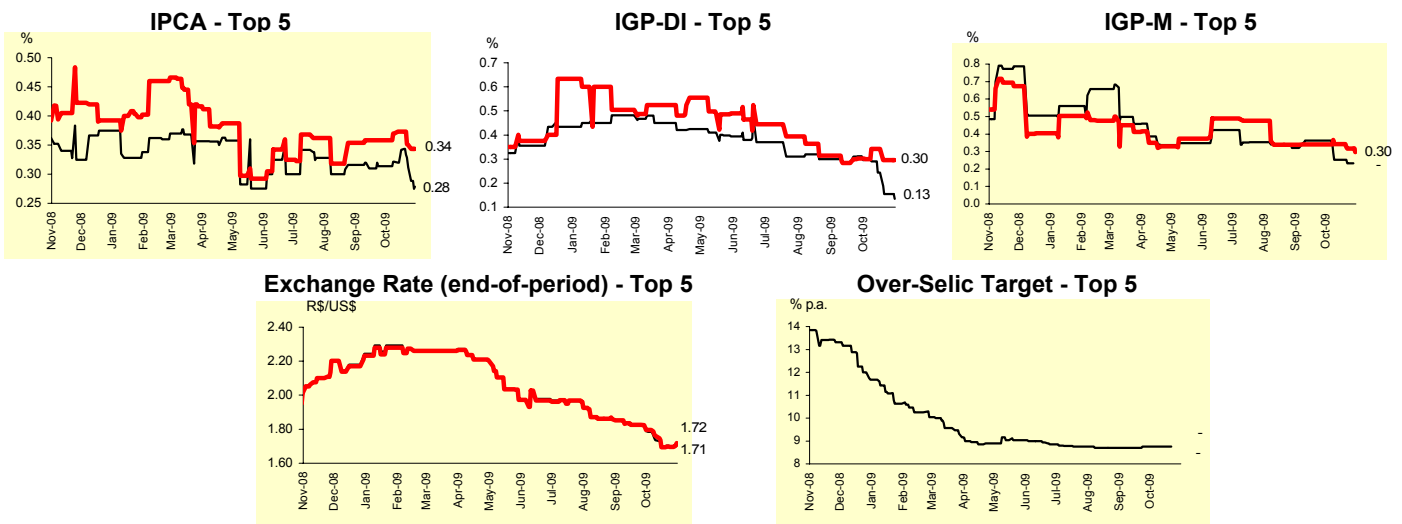 IPCA - Top 5
%
0.50
0.45
0.40
0.35
0.30
0.25
0.34
0.28
Nov-08
Dec-08
Jan-09
Feb-09
Mar-09
Apr-09
May-09
Jun-09
Jul-09
Aug-09
Sep-09
Oct-09
IGP-DI - Top 5
%
0.7
0.6
0.5
0.4
0.3
0.2
0.1
0.30
0.13
Nov-08
Dec-08
Jan-09
Feb-09
Mar-09
Apr-09
May-09
Jun-09
Jul-09
Aug-09
Sep-09
Oct-09
IGP-M - Top 5
%
0.8
0.7
0.6
0.5
0.4
0.3
0.2
0.1
0.0
0.30
-
Nov-08
Dec-08
Jan-09
Feb-09
Mar-09
Apr-09
May-09
Jun-09
Jul-09
Aug-09
Sep-09
Oct-09
Exchange Rate (end-of-period) - Top 5
R$/US$
2.40
2.20
2.00
1.80
1.60
1.72
1.71
Nov-08
Dec-08
Jan-09
Feb-09
Mar-09
Apr-09
May-09
Jun-09
Jul-09
Aug-09
Sep-09
Oct-09
Over-Selic Target - Top 5
% p.a.
14
13
12
11
10
9
8
-
-
Nov-08
Dec-08
Jan-09
Feb-09
Mar-09
Apr-09
May-09
Jun-09
Jul-09
Aug-09
Sep-09
Oct-09